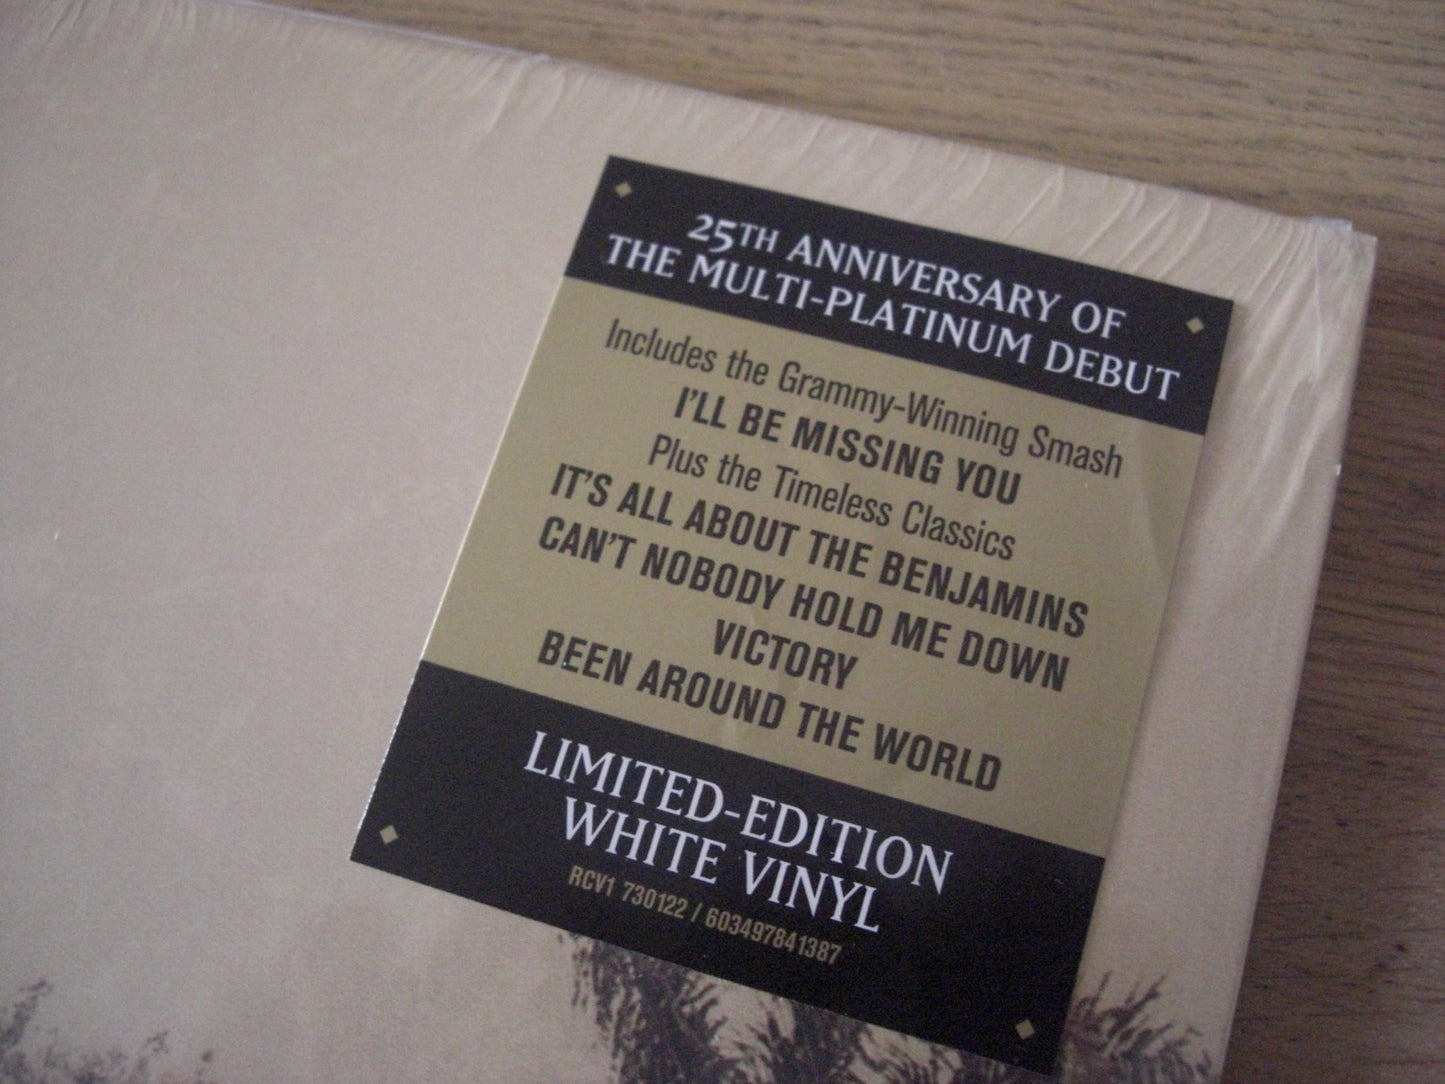 25TH ANNIVERSARY OF
THE MULTI-PLATINUM DEBUT
Includes the Grammy-Winning Smash
I'LL BE MISSING YOU
Plus the Timeless Classics
IT'S ALL ABOUT THE BENJAMINS
CAN'T NOBODY HOLD ME DOWN
VICTORY
BEEN AROUND THE WORLD
LIMITED-EDITION
WHITE VINYL
RCV1 730122 / 603497841387